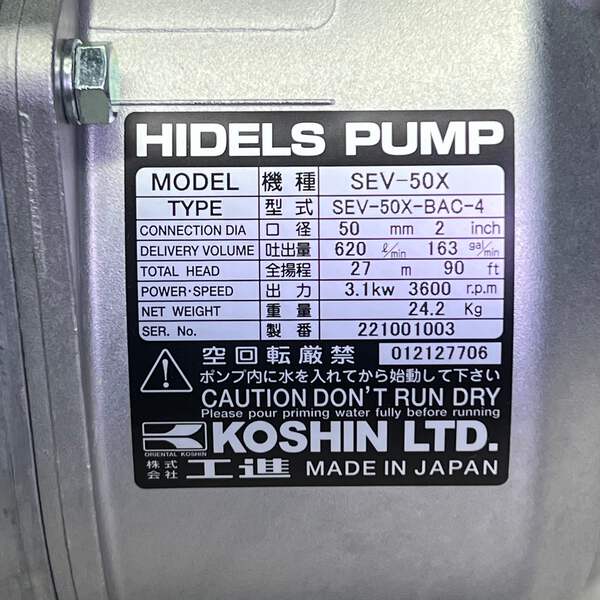 HIDELS PUMP
MODEL 機種 SEV-50X
TYPE 型式 SEV-50X-BAC-4
CONNECTION DIA 口径 50 mm 2 inch
DELIVERY VOLUME 吐出量 620 ℓ/min 163 gal/min
TOTAL HEAD 全揚程 27 m 90 ft
POWER・SPEED 出力 3.1kw 3600 r.p.m
NET WEIGHT 重量 24.2 Kg
SER. No. 製番 221001003
空回転厳禁 012127706
ポンプ内に水を入れてから始動して下さい
CAUTION DON'T RUN DRY
Please pour priming water fully before running
ORIENTAL KOSHIN KOSHIN LTD.
株式会社 工進 MADE IN JAPAN